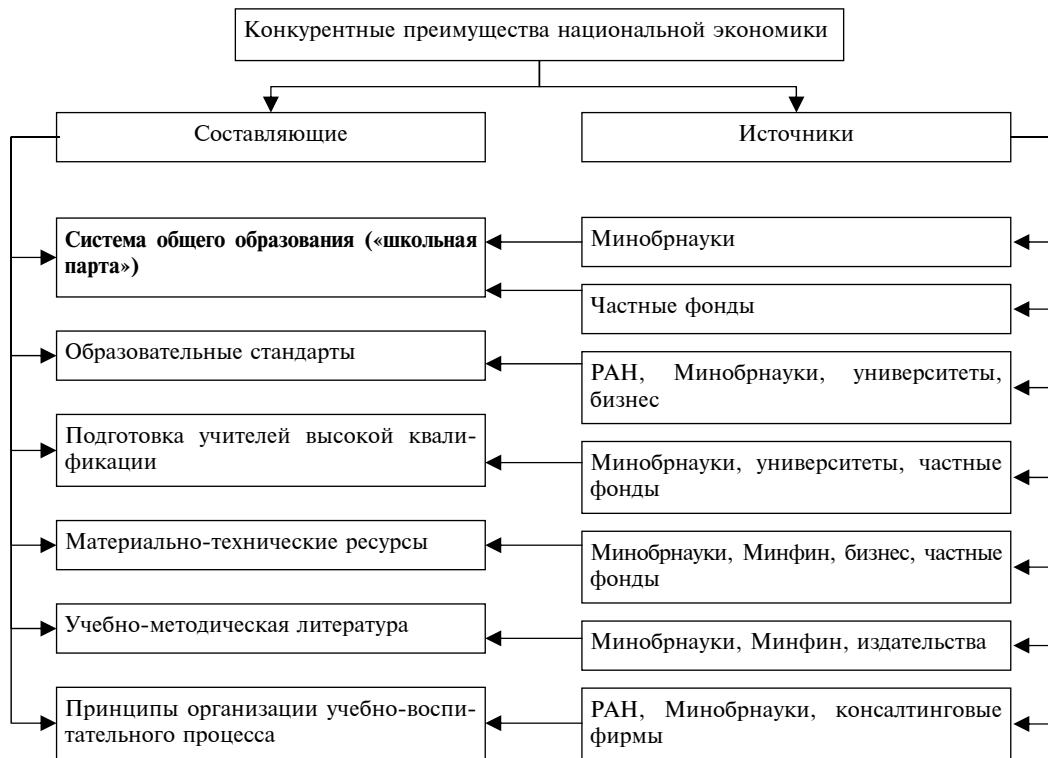 Конкурентные преимущества национальной экономики
Составляющие
Источники
Система общего образования («школьная
парта»)
Минобрнауки
Частные фонды
Образовательные стандарты
РАН, Минобрнауки, университеты,
бизнес
Подготовка учителей высокой квали-
фикации
Минобрнауки, университеты, частные
фонды
Материально-технические ресурсы
Минобрнауки, Минфин, бизнес, частные
фонды
Учебно-методическая литература
Минобрнауки, Минфин, издательства
Принципы организации учебно-воспи-
тательного процесса
РАН, Минобрнауки, консалтинговые
фирмы